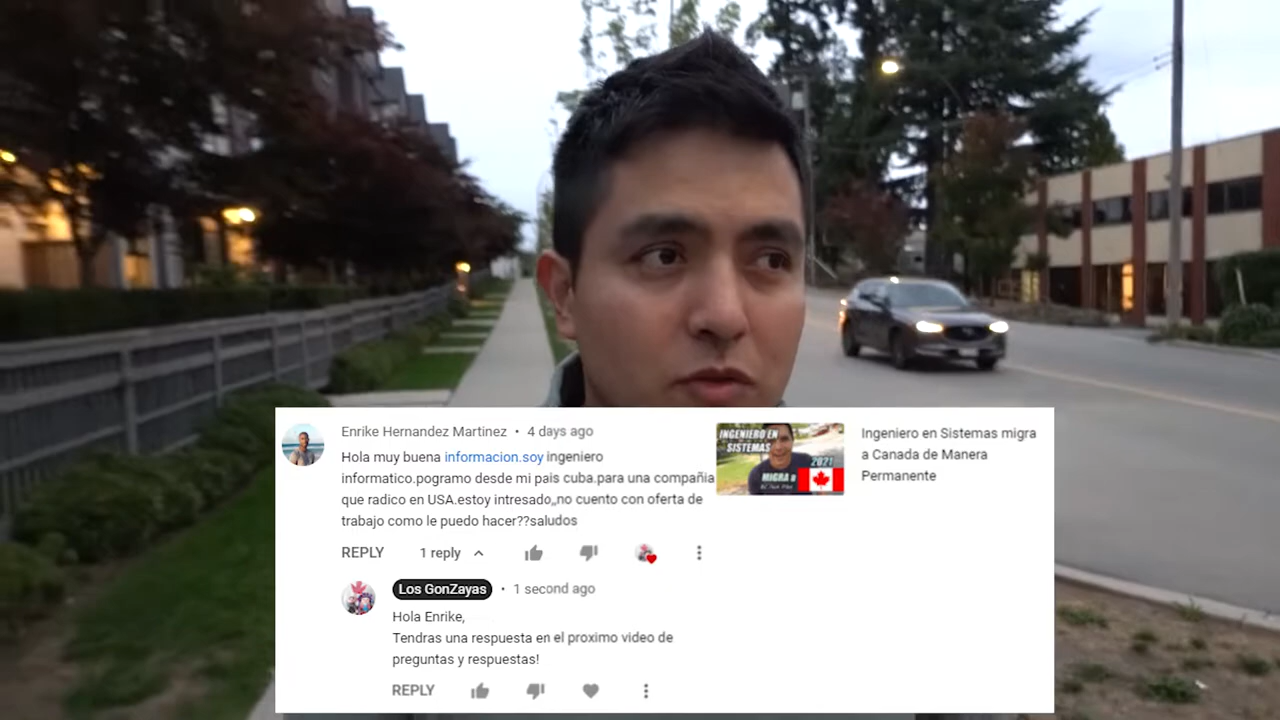 Enrike Hernandez Martinez • 4 days ago
Hola muy buena informacion.soy ingeniero
informatico.pogramo desde mi pais cuba.para una compañia
que radico en USA.estoy intresado,,no cuento con oferta de
trabajo como le puedo hacer??saludos
REPLY 1 reply
Los GonZayas • 1 second ago
Hola Enrike,
Tendras una respuesta en el proximo video de
preguntas y respuestas!
REPLY
INGENIERO EN
SISTEMAS
2021
MIGRA a
Ingeniero en Sistemas migra
a Canada de Manera
Permanente